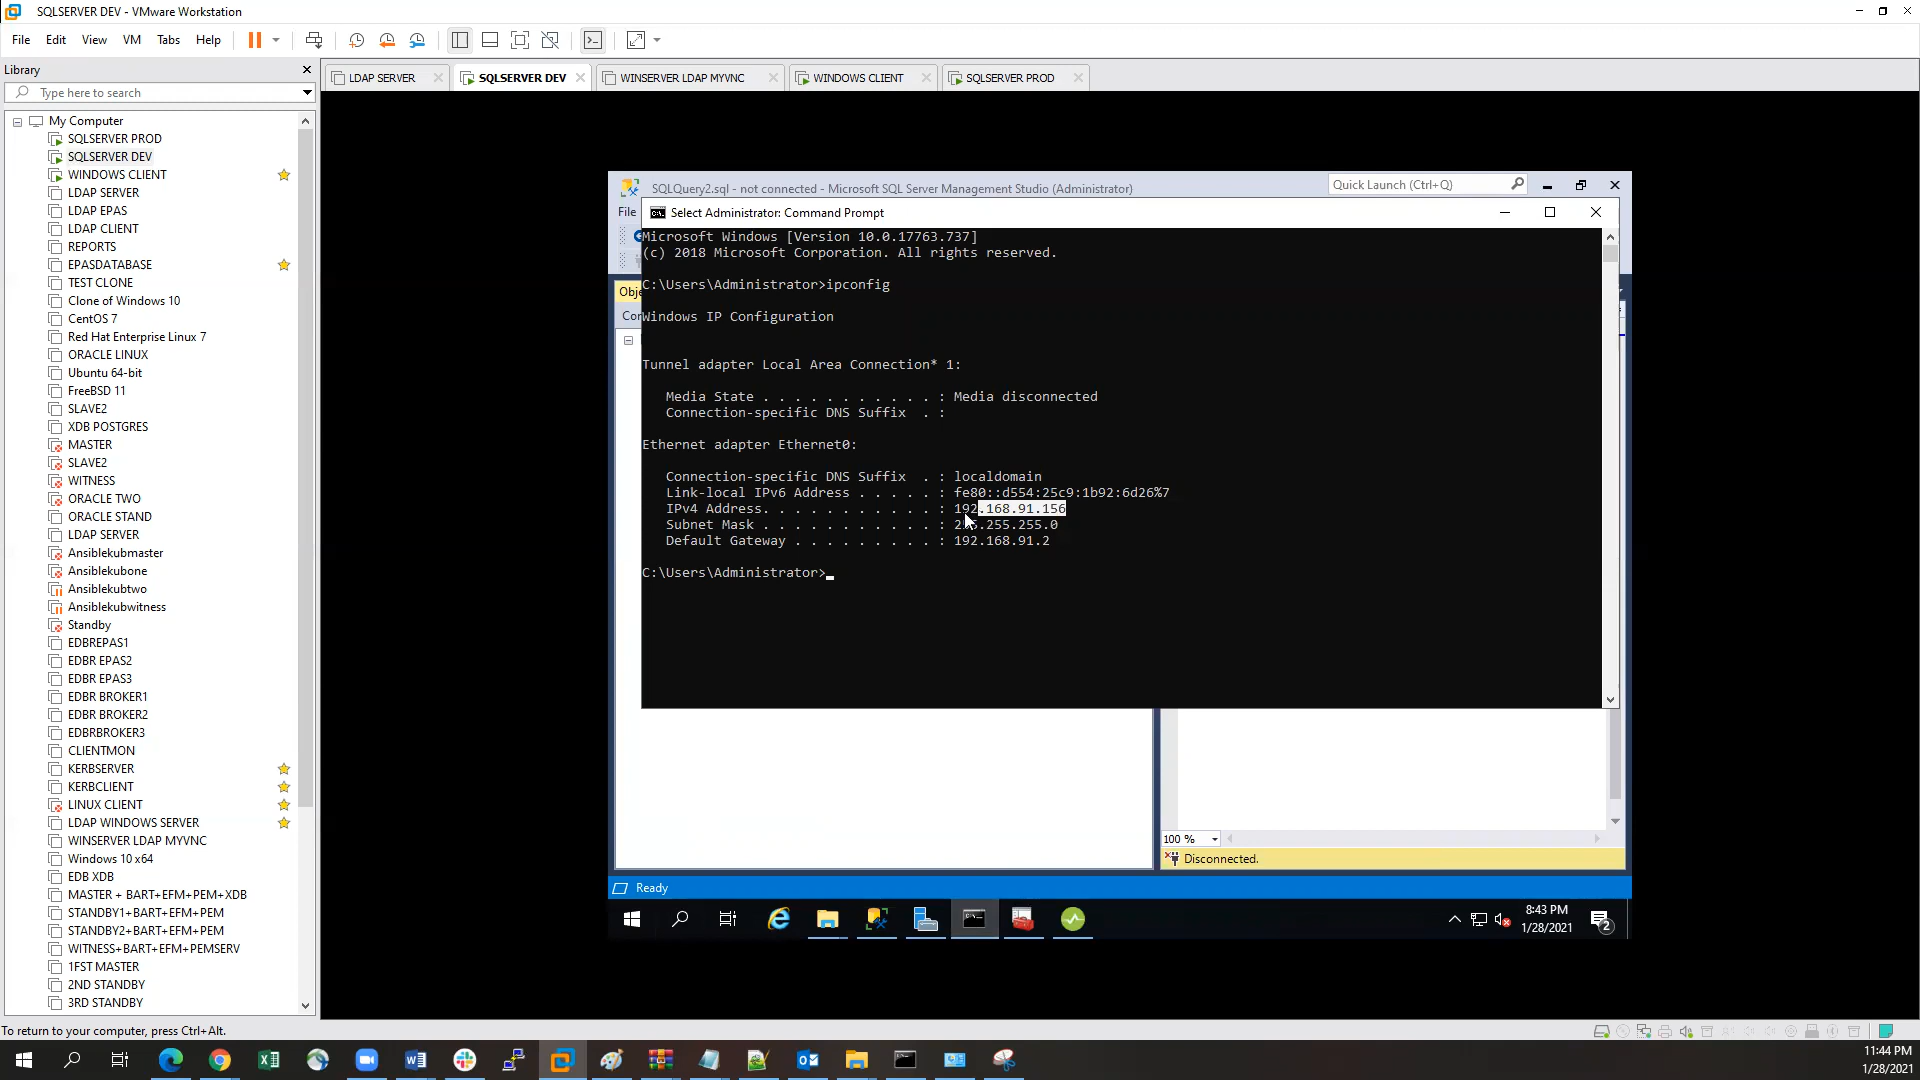 SQLSERVER DEV - VMware Workstation
File Edit View VM Tabs Help
Library
Type here to search
My Computer
SQLSERVER PROD
SQLSERVER DEV
WINDOWS CLIENT
LDAP SERVER
LDAP EPAS
LDAP CLIENT
REPORTS
EPASDATABASE
TEST CLONE
Clone of Windows 10
CentOS 7
Red Hat Enterprise Linux 7
ORACLE LINUX
Ubuntu 64-bit
FreeBSD 11
SLAVE2
XDB POSTGRES
MASTER
SLAVE2
WITNESS
ORACLE TWO
ORACLE STAND
LDAP SERVER
Ansiblekubmaster
Ansiblekubone
Ansiblekubtwo
Ansiblekubwitness
Standby
EDBREPAS1
EDBR EPAS2
EDBR EPAS3
EDBR BROKER1
EDBR BROKER2
EDBRBROKER3
CLIENTMON
KERBSERVER
KERBCLIENT
LINUX CLIENT
LDAP WINDOWS SERVER
WINSERVER LDAP MYVNC
Windows 10 x64
EDB XDB
MASTER + BART+EFM+PEM+XDB
STANDBY1+BART+EFM+PEM
STANDBY2+BART+EFM+PEM
WITNESS+BART+EFM+PEMSERV
1FST MASTER
2ND STANDBY
3RD STANDBY
LDAP SERVER SQLSERVER DEV WINSERVER LDAP MYVNC WINDOWS CLIENT SQLSERVER PROD
SQLQuery2.sql - not connected - Microsoft SQL Server Management Studio (Administrator) Quick Launch (Ctrl+Q)
File
Obje
Con
Select Administrator: Command Prompt
Microsoft Windows [Version 10.0.17763.737]
(c) 2018 Microsoft Corporation. All rights reserved.
C:\Users\Administrator>ipconfig
Windows IP Configuration
Tunnel adapter Local Area Connection* 1:
Media State . . . . . . . . . . . : Media disconnected
Connection-specific DNS Suffix . :
Ethernet adapter Ethernet0:
Connection-specific DNS Suffix . : localdomain
Link-local IPv6 Address . . . . . : fe80::d554:25c9:1b92:6d26%7
IPv4 Address. . . . . . . . . . . : 192.168.91.156
Subnet Mask . . . . . . . . . . . : 255.255.255.0
Default Gateway . . . . . . . . . : 192.168.91.2
C:\Users\Administrator>
100 %
Disconnected.
Ready
8:43 PM
1/28/2021
2
To return to your computer, press Ctrl+Alt.
11:44 PM
1/28/2021